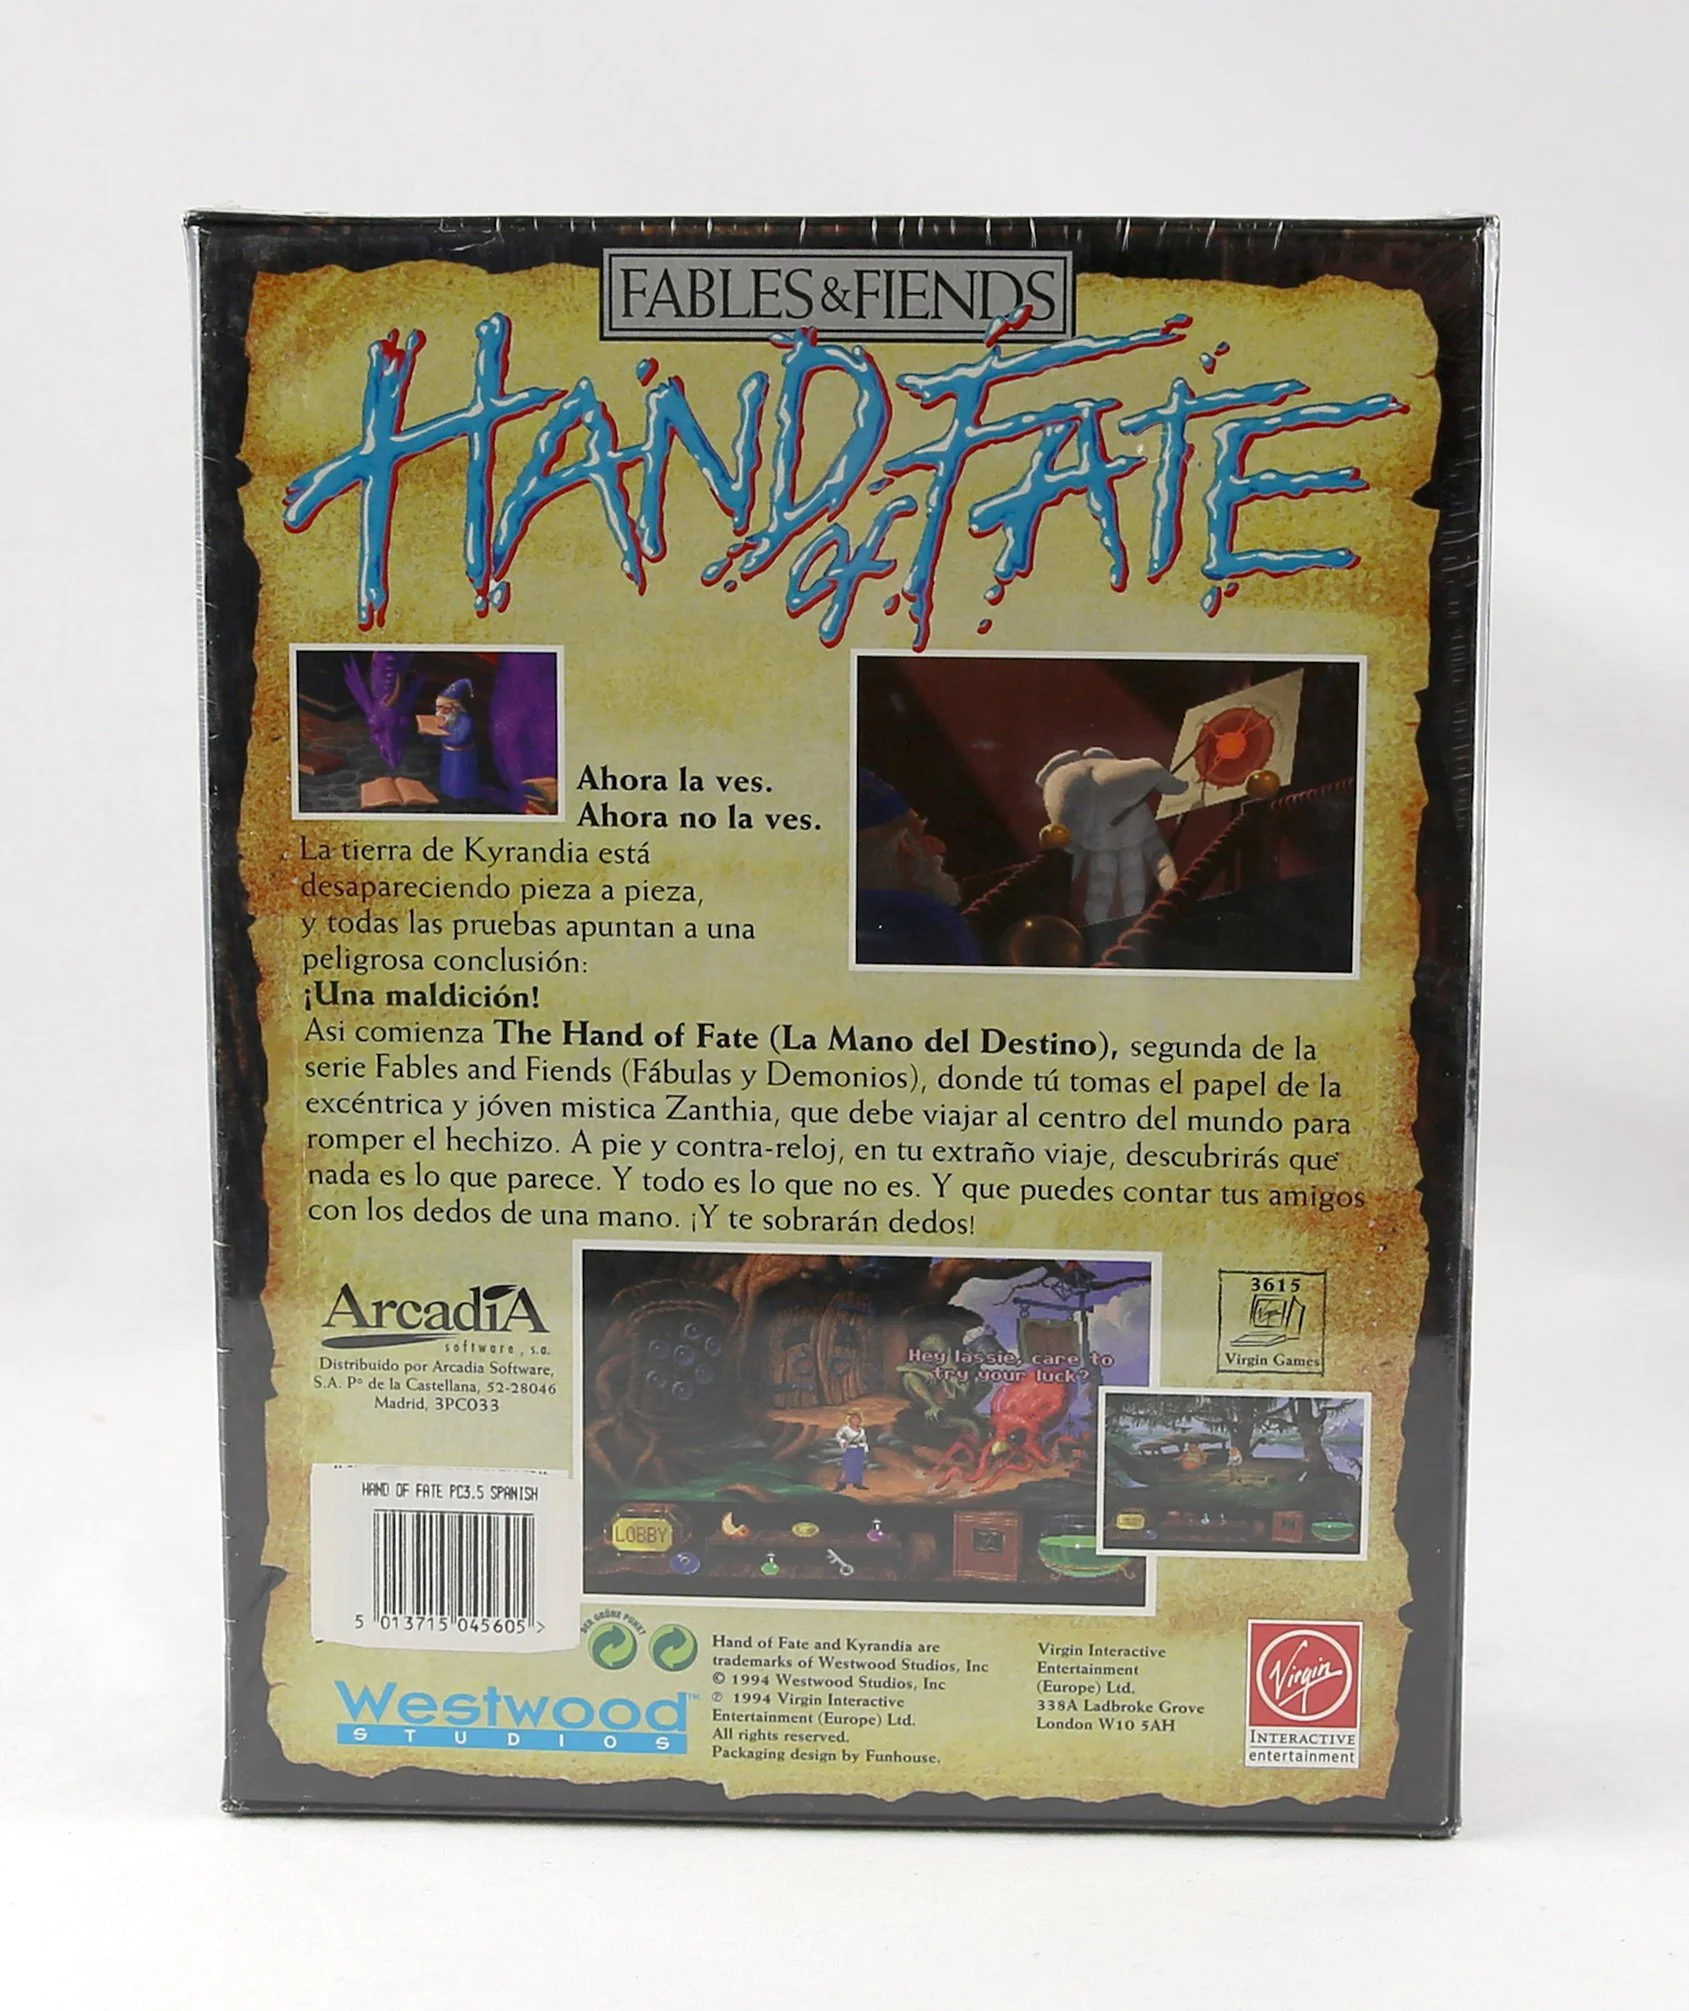 FABLES & FIENDS
HAND of FATE
Ahora la ves.
Ahora no la ves.
La tierra de Kyrandia está
desapareciendo pieza a pieza,
y todas las pruebas apuntan a una
peligrosa conclusión:
¡Una maldición!
Asi comienza The Hand of Fate (La Mano del Destino), segunda de la
serie Fables and Fiends (Fábulas y Demonios), donde tú tomas el papel de la
excéntrica y jóven mistica Zanthia, que debe viajar al centro del mundo para
romper el hechizo. A pie y contra-reloj, en tu extraño viaje, descubrirás que
nada es lo que parece. Y todo es lo que no es. Y que puedes contar tus amigos
con los dedos de una mano. ¡Y te sobrarán dedos!
ArcadiA
software, s.a.
Distribuido por Arcadia Software,
S.A. Pº de la Castellana, 52-28046
Madrid, 3PC033
Hey lassie, care to
try your luck?
LOBBY
3615
Virgin
Virgin Games
HAND OF FATE PC3.5 SPANISH
5 013715 045605 >
DER GRÜNE PUNKT
Westwood™
STUDIOS
Hand of Fate and Kyrandia are
trademarks of Westwood Studios, Inc
© 1994 Westwood Studios, Inc
℗ 1994 Virgin Interactive
Entertainment (Europe) Ltd.
All rights reserved.
Packaging design by Funhouse.
Virgin Interactive
Entertainment
(Europe) Ltd.
338A Ladbroke Grove
London W10 5AH
Virgin
INTERACTIVE
entertainment